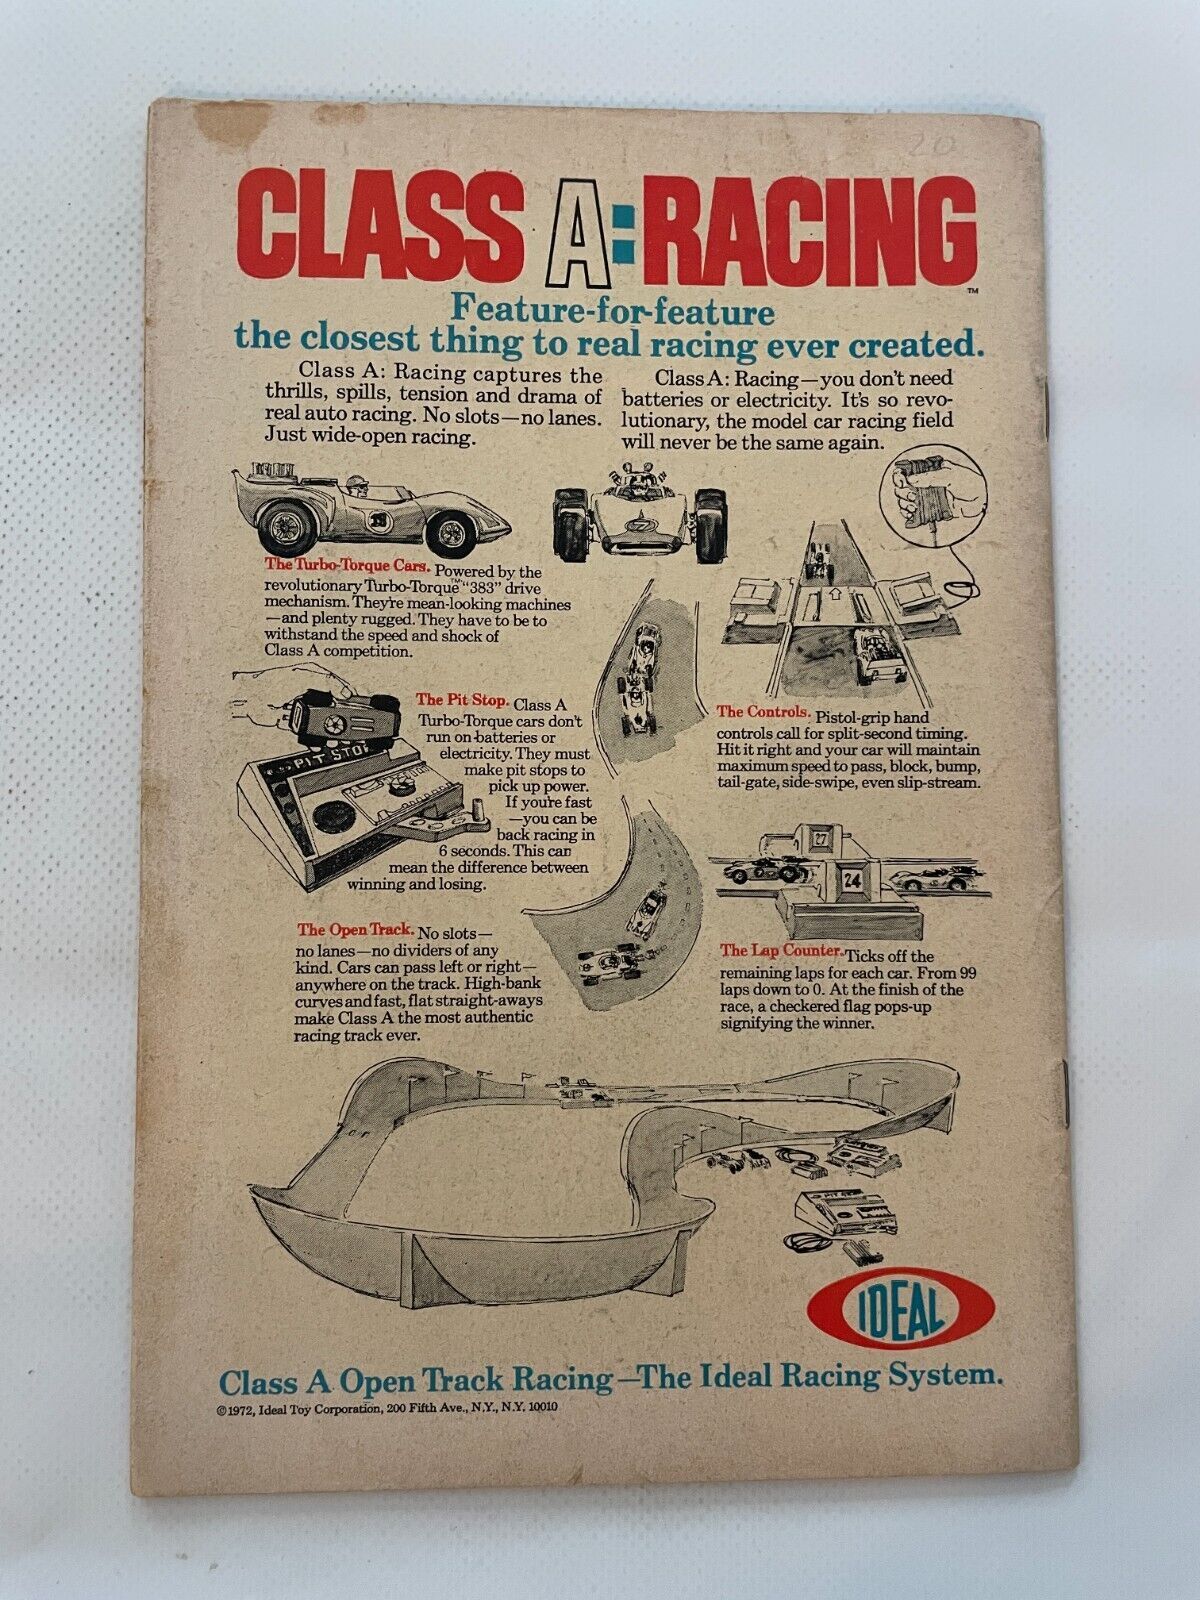 20
CLASS A:RACING
™
Feature-for-feature
the closest thing to real racing ever created.
Class A: Racing captures the
thrills, spills, tension and drama of
real auto racing. No slots—no lanes.
Just wide-open racing.
Class A: Racing—you don't need
batteries or electricity. It's so revo-
lutionary, the model car racing field
will never be the same again.
The Turbo-Torque Cars. Powered by the
revolutionary Turbo-Torque™ "383" drive
mechanism. They're mean-looking machines
—and plenty rugged. They have to be to
withstand the speed and shock of
Class A competition.
7
PIT STOP
The Pit Stop. Class A
Turbo-Torque cars don't
run on batteries or
electricity. They must
make pit stops to
pick up power.
If you're fast
—you can be
back racing in
6 seconds. This can
mean the difference between
winning and losing.
The Controls. Pistol-grip hand
controls call for split-second timing.
Hit it right and your car will maintain
maximum speed to pass, block, bump,
tail-gate, side-swipe, even slip-stream.
27
24
The Open Track. No slots—
no lanes—no dividers of any
kind. Cars can pass left or right—
anywhere on the track. High-bank
curves and fast, flat straight-aways
make Class A the most authentic
racing track ever.
The Lap Counter. Ticks off the
remaining laps for each car. From 99
laps down to 0. At the finish of the
race, a checkered flag pops-up
signifying the winner.
PIT STOP
IDEAL
Class A Open Track Racing—The Ideal Racing System.
©1972, Ideal Toy Corporation, 200 Fifth Ave., N.Y., N.Y. 10010